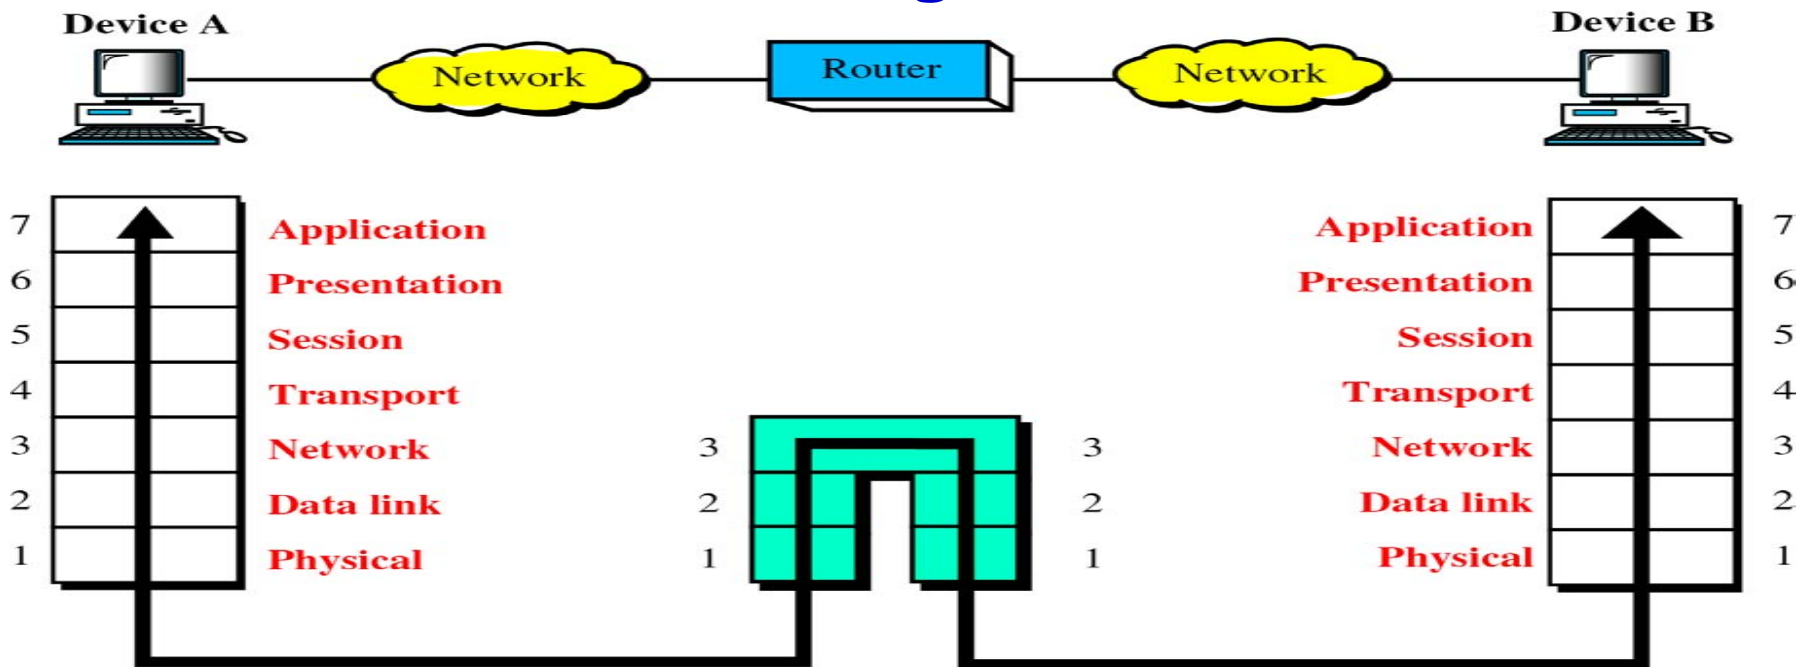 Device A
Device B
Network
Router
Network
7 Application
Application 7
6 Presentation
Presentation 6
5 Session
Session 5
4 Transport
Transport 4
3 Network
3
3
Network 3
2 Data link
2
2
Data link 2
1 Physical
1
1
Physical 1